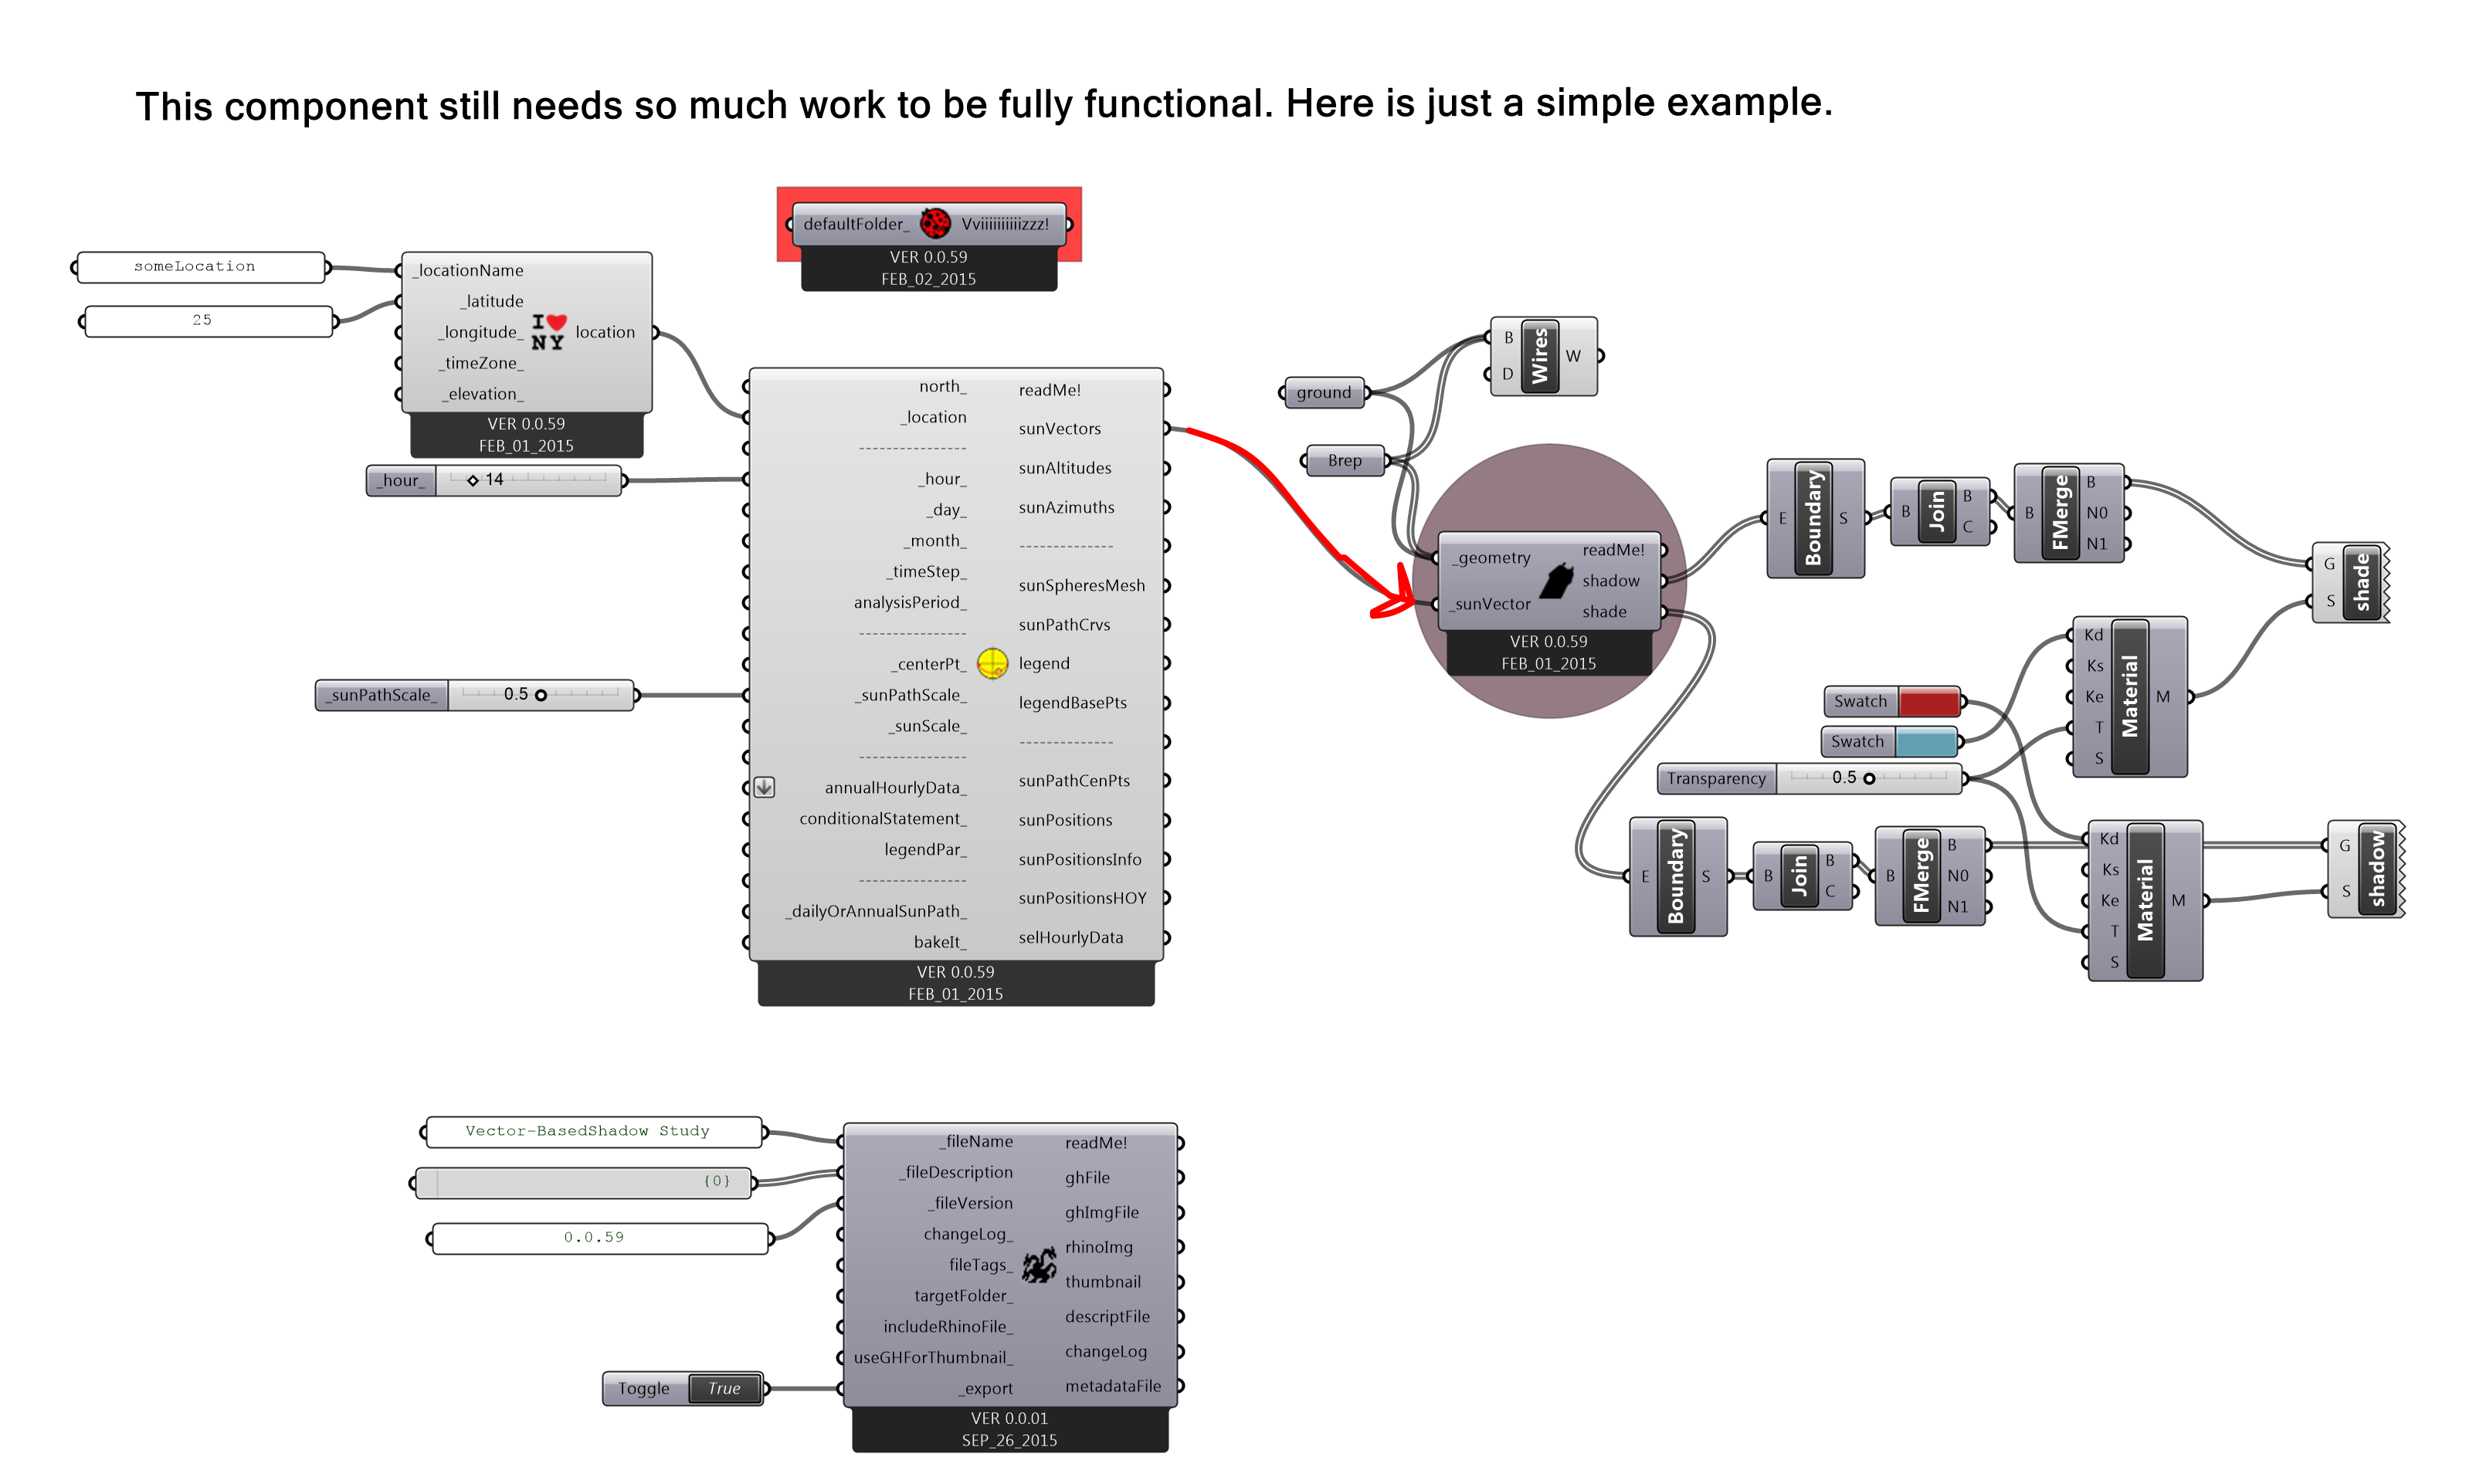 This component still needs so much work to be fully functional. Here is just a simple example.
defaultFolder_ Vviiiiiiiiiizzz!
VER 0.0.59
FEB_02_2015
someLocation
25
_locationName
_latitude
_longitude_
_timeZone_
_elevation_
I NY
location
VER 0.0.59
FEB_01_2015
_hour_ 14
_sunPathScale_ 0.5
north_
_location
---------------
_hour_
_day_
_month_
_timeStep_
analysisPeriod_
---------------
_centerPt_
_sunPathScale_
_sunScale_
---------------
annualHourlyData_
conditionalStatement_
legendPar_
---------------
_dailyOrAnnualSunPath_
bakeIt_
readMe!
sunVectors
sunAltitudes
sunAzimuths
-------------
sunSpheresMesh
sunPathCrvs
legend
legendBasePts
-------------
sunPathCenPts
sunPositions
sunPositionsInfo
sunPositionsHOY
selHourlyData
VER 0.0.59
FEB_01_2015
ground
Brep
B
D
Wires
W
_geometry
_sunVector
readMe!
shadow
shade
VER 0.0.59
FEB_01_2015
E Boundary S
B Join B
C
B FMerge B
N0
N1
G
S
shade
Kd
Ks
Ke
T
S
Material
M
Swatch
Swatch
Transparency 0.5
E Boundary S
B Join B
C
B FMerge B
N0
N1
Kd
Ks
Ke
T
S
Material
M
G
S
shadow
Vector-BasedShadow Study
{0}
0.0.59
Toggle True
_fileName
_fileDescription
_fileVersion
changeLog_
fileTags_
targetFolder_
includeRhinoFile_
useGHForThumbnail_
_export
readMe!
ghFile
ghImgFile
rhinoImg
thumbnail
descriptFile
changeLog
metadataFile
VER 0.0.01
SEP_26_2015